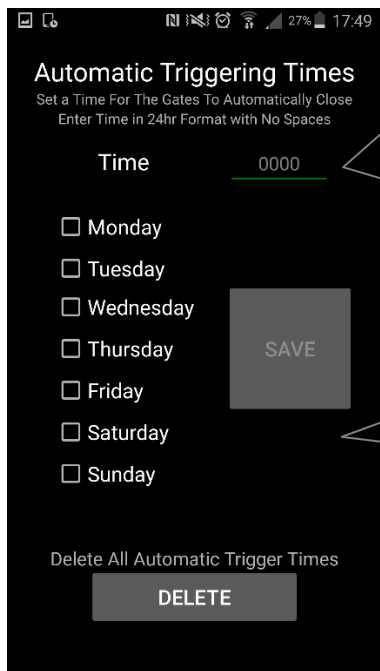 27% 17:49
Automatic Triggering Times
Set a Time For The Gates To Automatically Close
Enter Time in 24hr Format with No Spaces
Time 0000
Monday
Tuesday
Wednesday
Thursday
SAVE
Friday
Saturday
Sunday
Delete All Automatic Trigger Times
DELETE